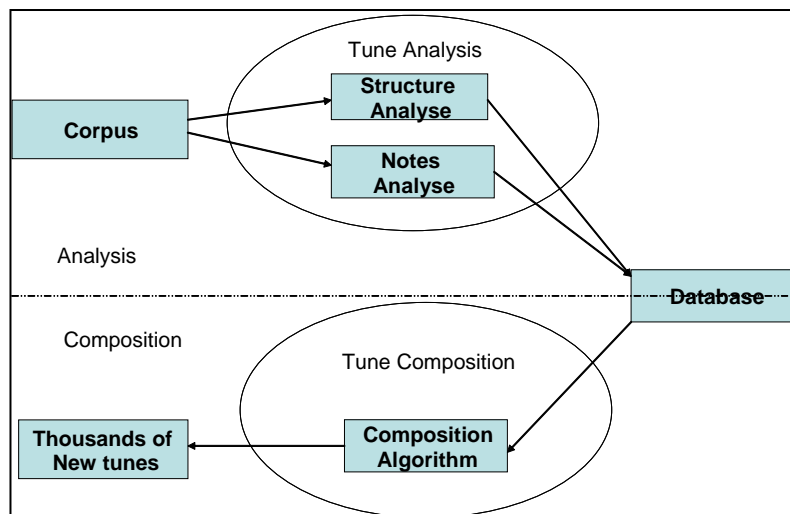 Tune Analysis
Structure
Analyse
Corpus
Notes
Analyse
Analysis
Database
Composition
Tune Composition
Thousands of
New tunes
Composition
Algorithm